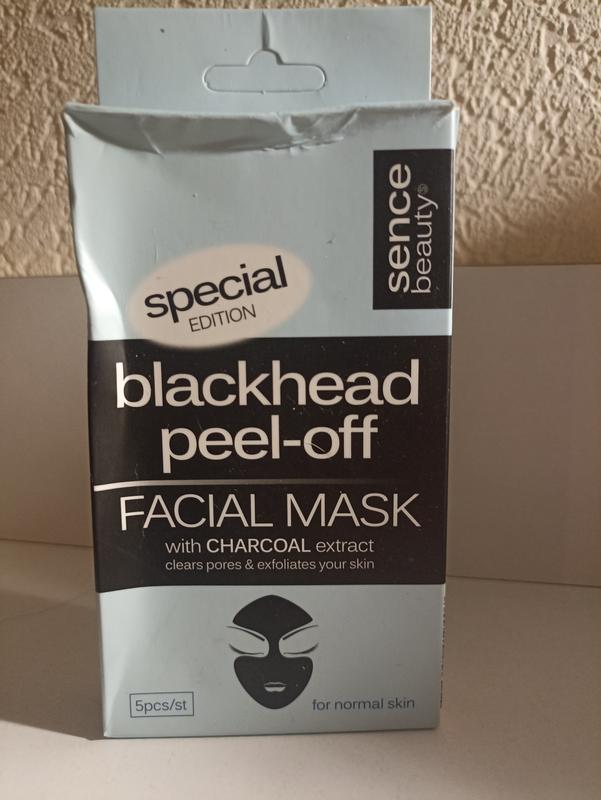 sence
beauty®
special
EDITION
blackhead
peel-off
FACIAL MASK
with CHARCOAL extract
clears pores & exfoliates your skin
5pcs/st
for normal skin